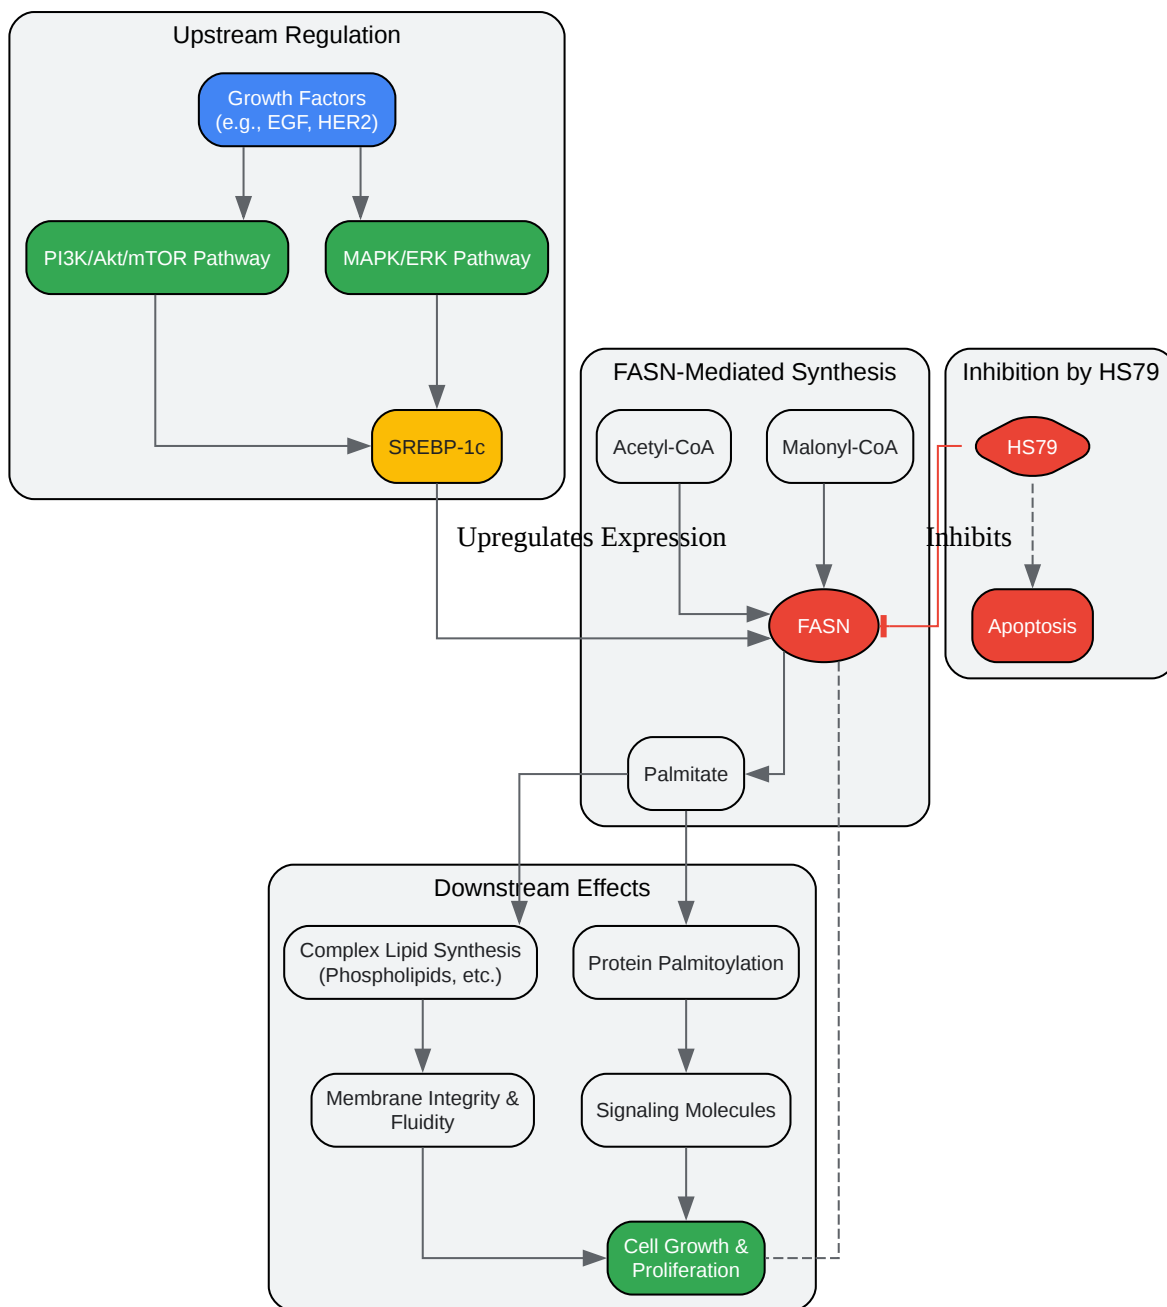 Upstream Regulation
Growth Factors
(e.g., EGF, HER2)
PI3K/Akt/mTOR Pathway
MAPK/ERK Pathway
SREBP-1c
FASN-Mediated Synthesis
Inhibition by HS79
Acetyl-CoA
Malonyl-CoA
HS79
Upregulates Expression
Inhibits
FASN
Apoptosis
Palmitate
Downstream Effects
Complex Lipid Synthesis
(Phospholipids, etc.)
Protein Palmitoylation
Membrane Integrity &
Fluidity
Signaling Molecules
Cell Growth &
Proliferation